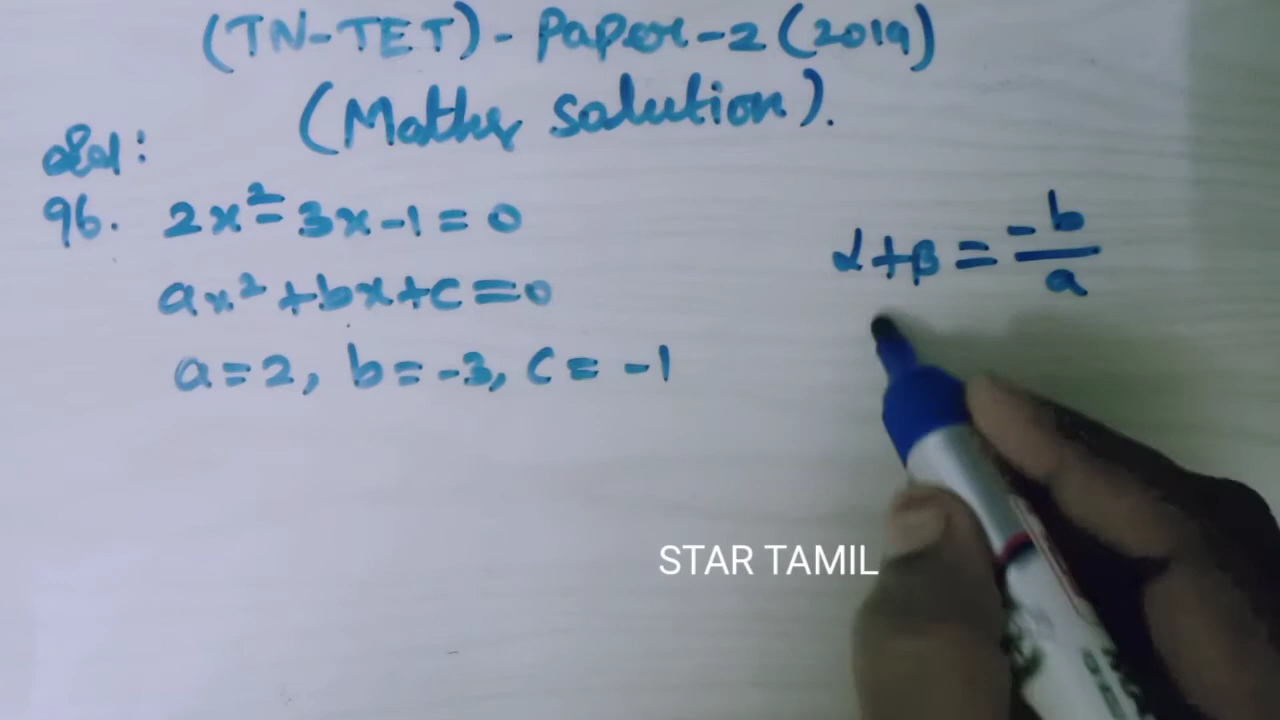 (TN-TET) - Paper-2 (2019)
(Maths solution).
sol:
96. 2x² - 3x - 1 = 0
ax² + bx + c = 0
a = 2, b = -3, c = -1
α + β = -b/a
STAR TAMIL